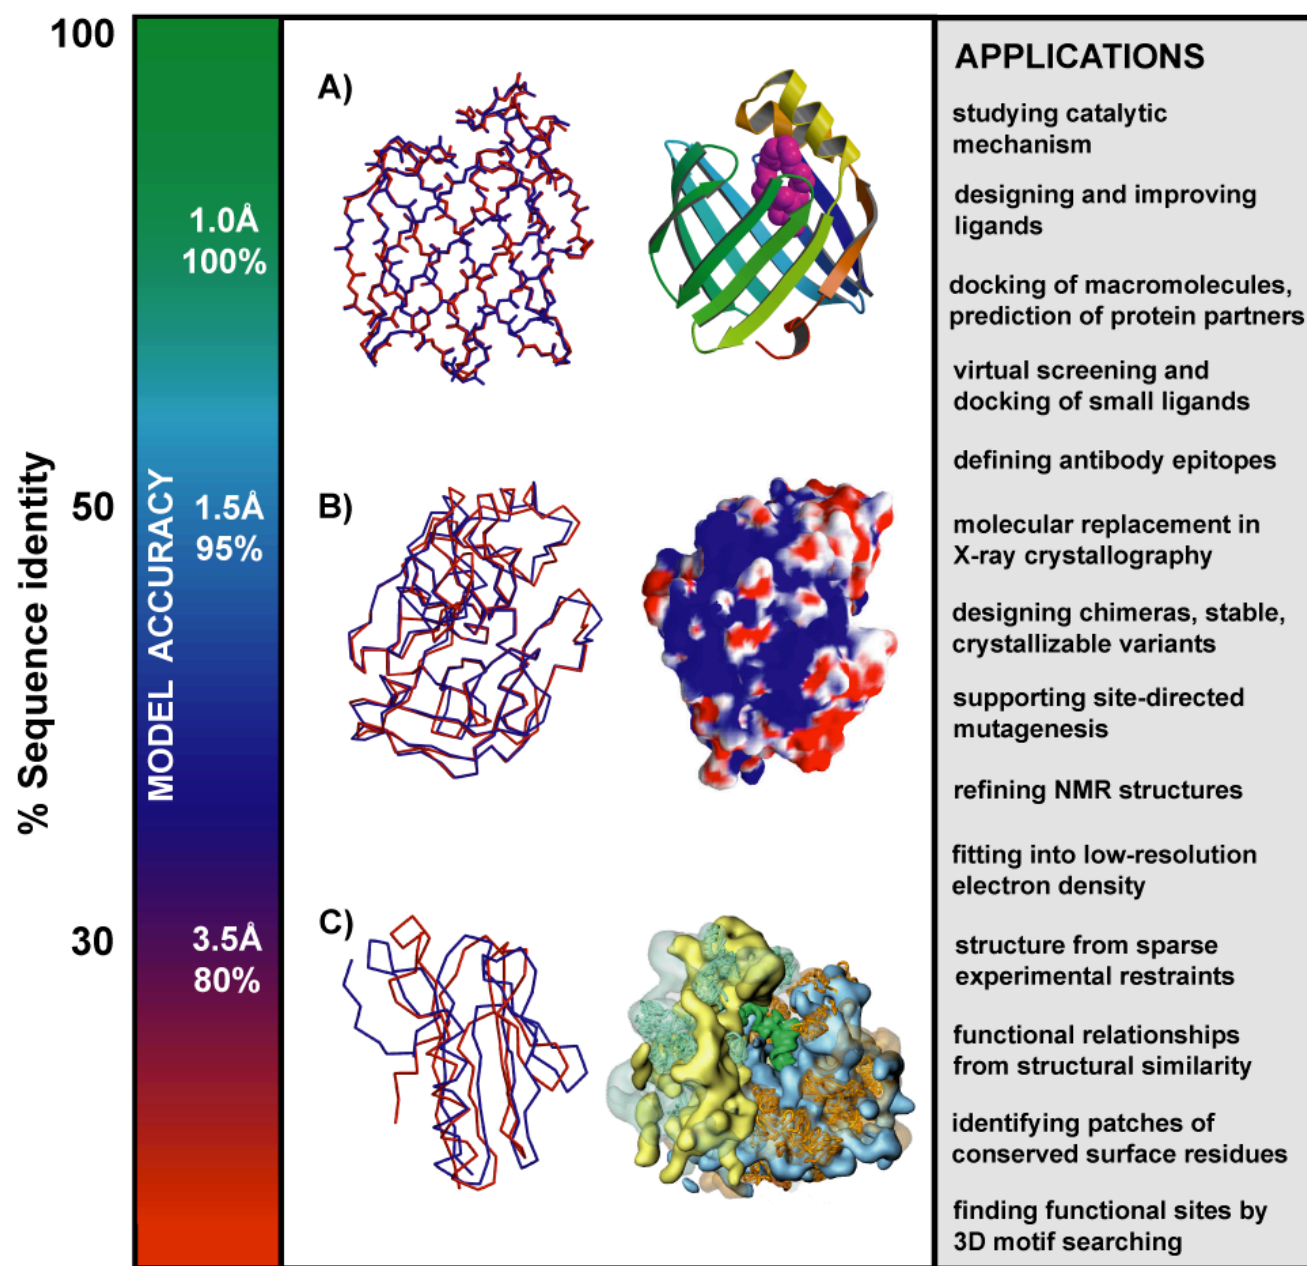 100
50
30
% Sequence identity
MODEL ACCURACY
1.0Å
100%
1.5Å
95%
3.5Å
80%
A)
B)
C)
APPLICATIONS
studying catalytic
mechanism
designing and improving
ligands
docking of macromolecules,
prediction of protein partners
virtual screening and
docking of small ligands
defining antibody epitopes
molecular replacement in
X-ray crystallography
designing chimeras, stable,
crystallizable variants
supporting site-directed
mutagenesis
refining NMR structures
fitting into low-resolution
electron density
structure from sparse
experimental restraints
functional relationships
from structural similarity
identifying patches of
conserved surface residues
finding functional sites by
3D motif searching